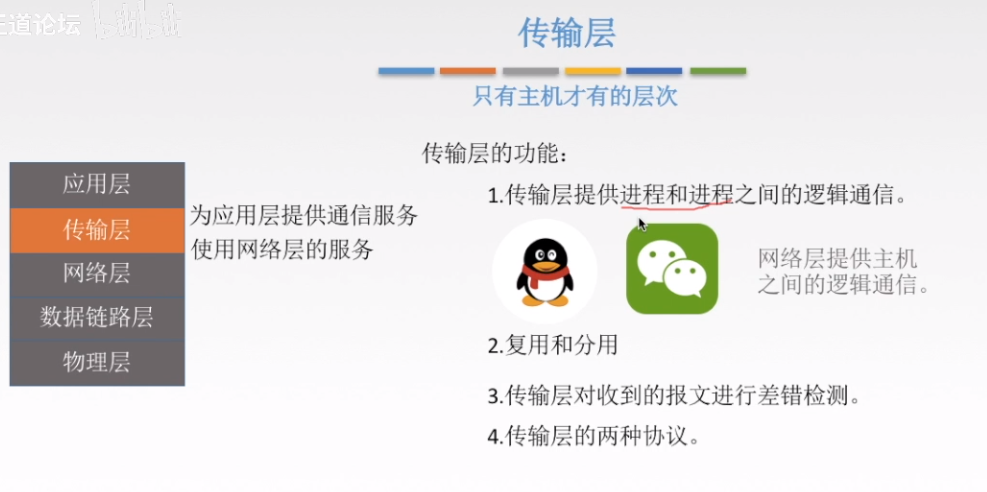 王道论坛 bilibili
传输层
只有主机才有的层次
传输层的功能：
应用层
传输层
网络层
数据链路层
物理层
为应用层提供通信服务
使用网络层的服务
1.传输层提供进程和进程之间的逻辑通信。
网络层提供主机
之间的逻辑通信。
2.复用和分用
3.传输层对收到的报文进行差错检测。
4.传输层的两种协议。